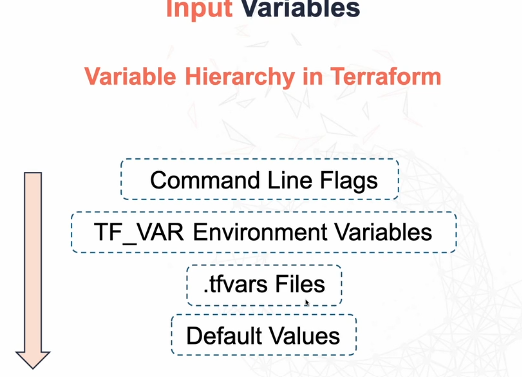 Input Variables
Variable Hierarchy in Terraform
Command Line Flags
TF_VAR Environment Variables
.tfvars Files
Default Values